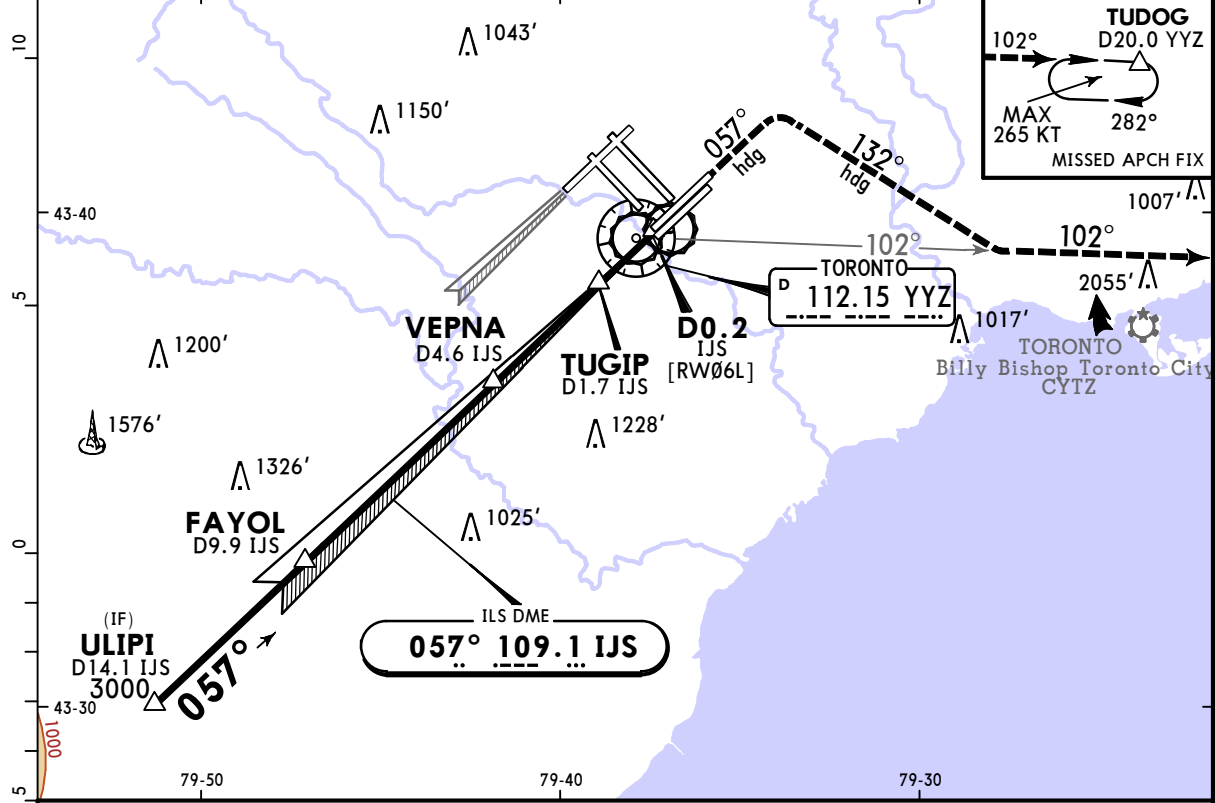 10
1043'
1150'
057°
hdg
132°
hdg
TUDOG
D20.0 YYZ
102°
MAX
265 KT
282°
MISSED APCH FIX
1007'
43-40
102°
102°
TORONTO
D
112.15 YYZ
2055'
5
VEPNA
D4.6 IJS
1200'
D0.2
IJS
[RWØ6L]
1017'
TORONTO
Billy Bishop Toronto City
CYTZ
TUGIP
D1.7 IJS
1576'
1228'
1326'
FAYOL
D9.9 IJS
1025'
0
(IF)
ULIPI
D14.1 IJS
3000
057°
ILS DME
057° 109.1 IJS
43-30
1000
79-50
79-40
79-30
5